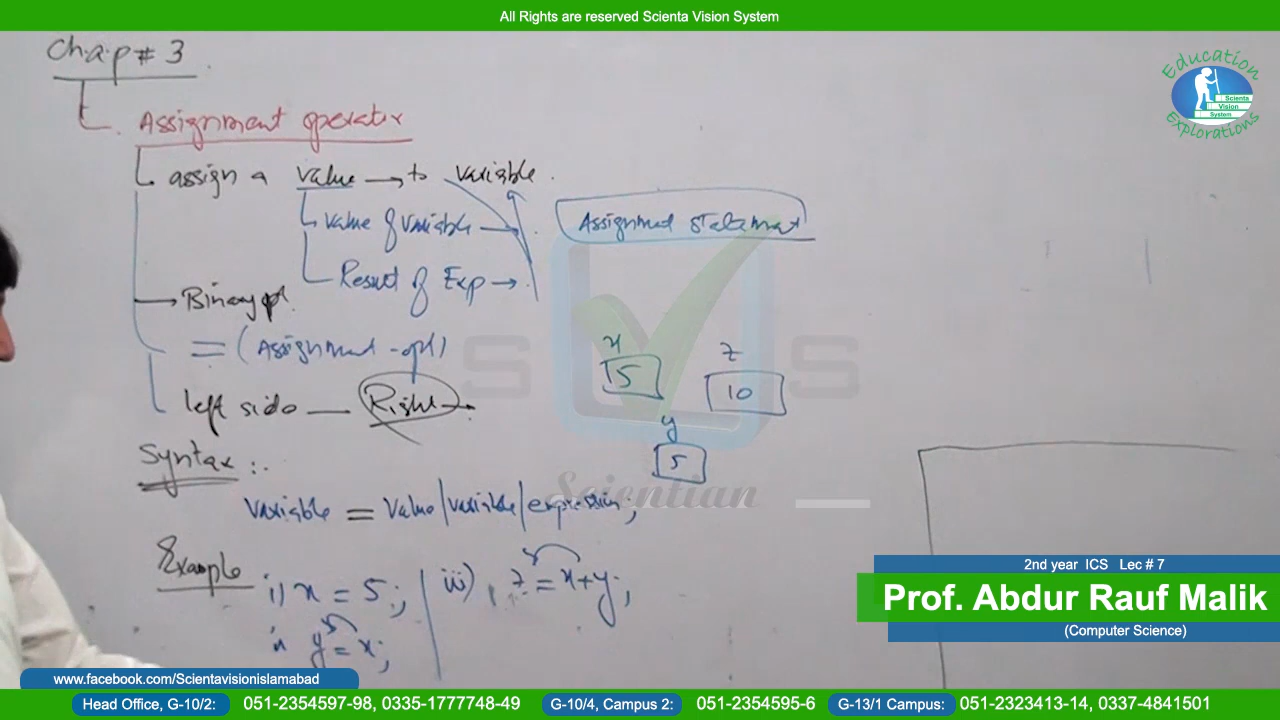 All Rights are reserved Scienta Vision System
Chap # 3
Education
Scienta
Vision
System
Explorations
Assignment operator
assign a value → to variable.
value of variable →
Assignment Statement
Result of Exp →
→ Binary opt.
= (Assignment - opt)
x
5
z
10
left side — Right →
y
5
Syntax :.
SVS
Scientian
variable = value/variable/expression;
Example
i) x = 5;
iii), z = x+y;
y = x;
2nd year ICS Lec # 7
Prof. Abdur Rauf Malik
(Computer Science)
www.facebook.com/Scientavisionislamabad
Head Office, G-10/2: 051-2354597-98, 0335-1777748-49 G-10/4, Campus 2: 051-2354595-6 G-13/1 Campus: 051-2323413-14, 0337-4841501